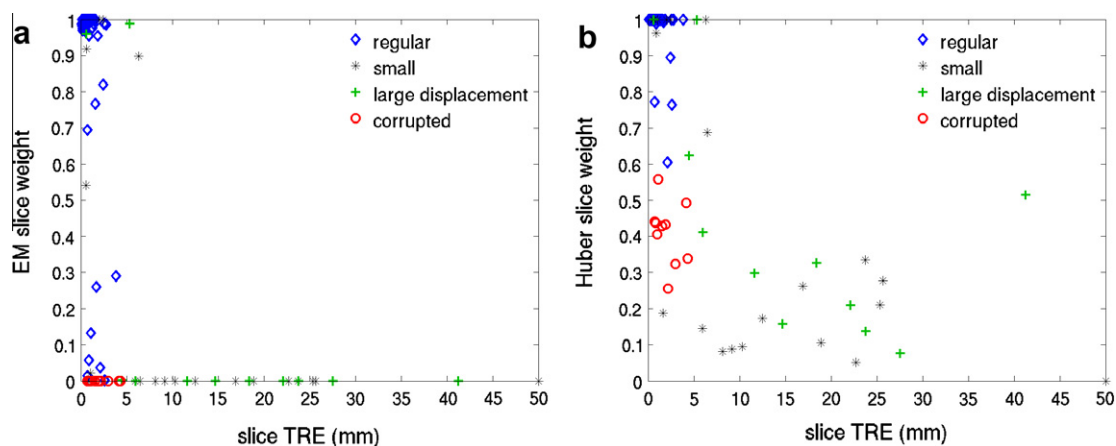 a
EM slice weight
1
0.9
0.8
0.7
0.6
0.5
0.4
0.3
0.2
0.1
0
0 5 10 15 20 25 30 35 40 45 50
slice TRE (mm)
regular
small
large displacement
corrupted
b
Huber slice weight
1
0.9
0.8
0.7
0.6
0.5
0.4
0.3
0.2
0.1
0
0 5 10 15 20 25 30 35 40 45 50
slice TRE (mm)
regular
small
large displacement
corrupted